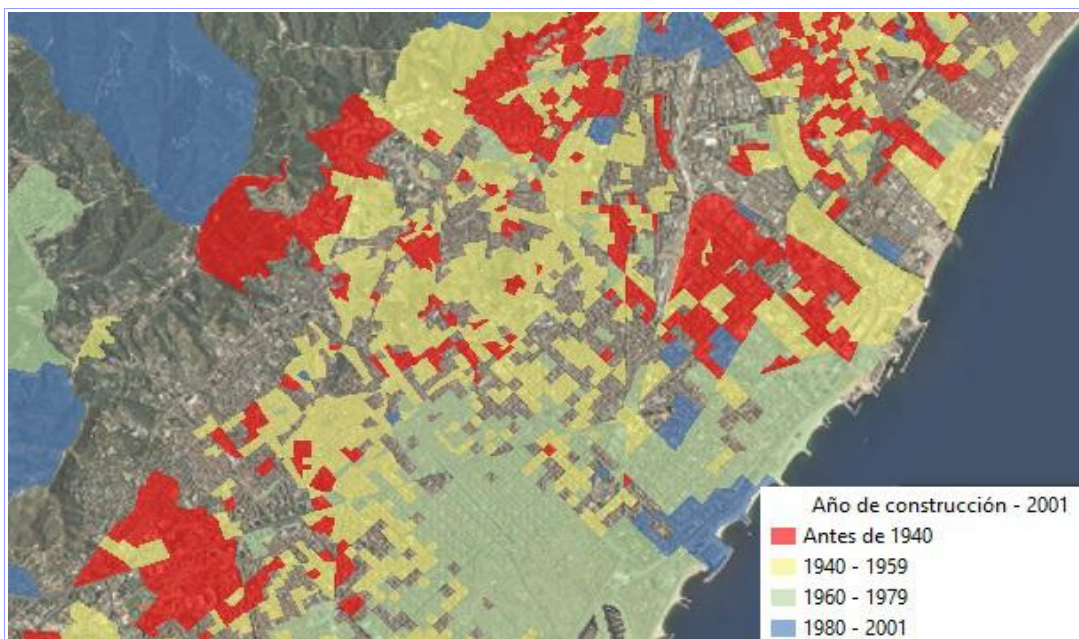 Año de construcción - 2001
Antes de 1940
1940 - 1959
1960 - 1979
1980 - 2001